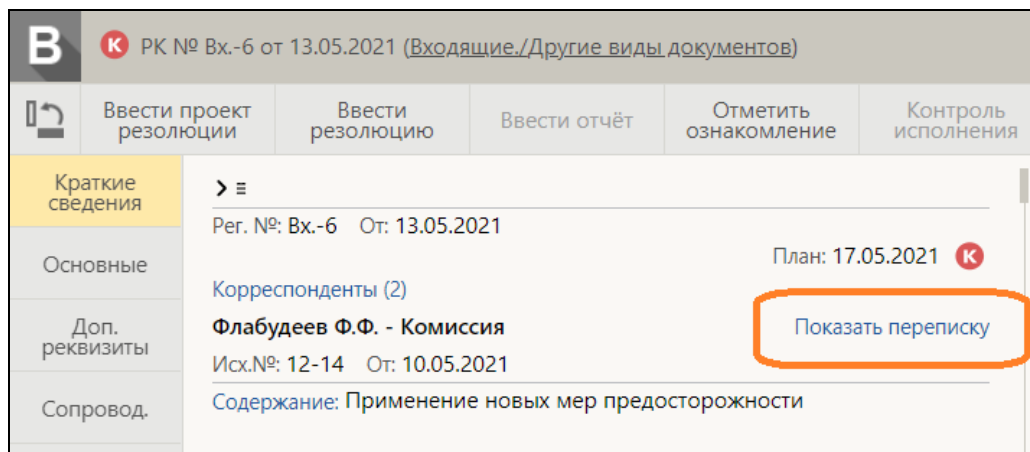 В
К РК № Вх.-6 от 13.05.2021 (Входящие./Другие виды документов)
Ввести проект резолюции
Ввести резолюцию
Ввести отчёт
Отметить ознакомление
Контроль исполнения
Краткие сведения
Основные
Доп. реквизиты
Сопровод.
Рег. №: Вх.-6 От: 13.05.2021
План: 17.05.2021 К
Корреспонденты (2)
Флабудеев Ф.Ф. - Комиссия
Показать переписку
Исх.№: 12-14 От: 10.05.2021
Содержание: Применение новых мер предосторожности